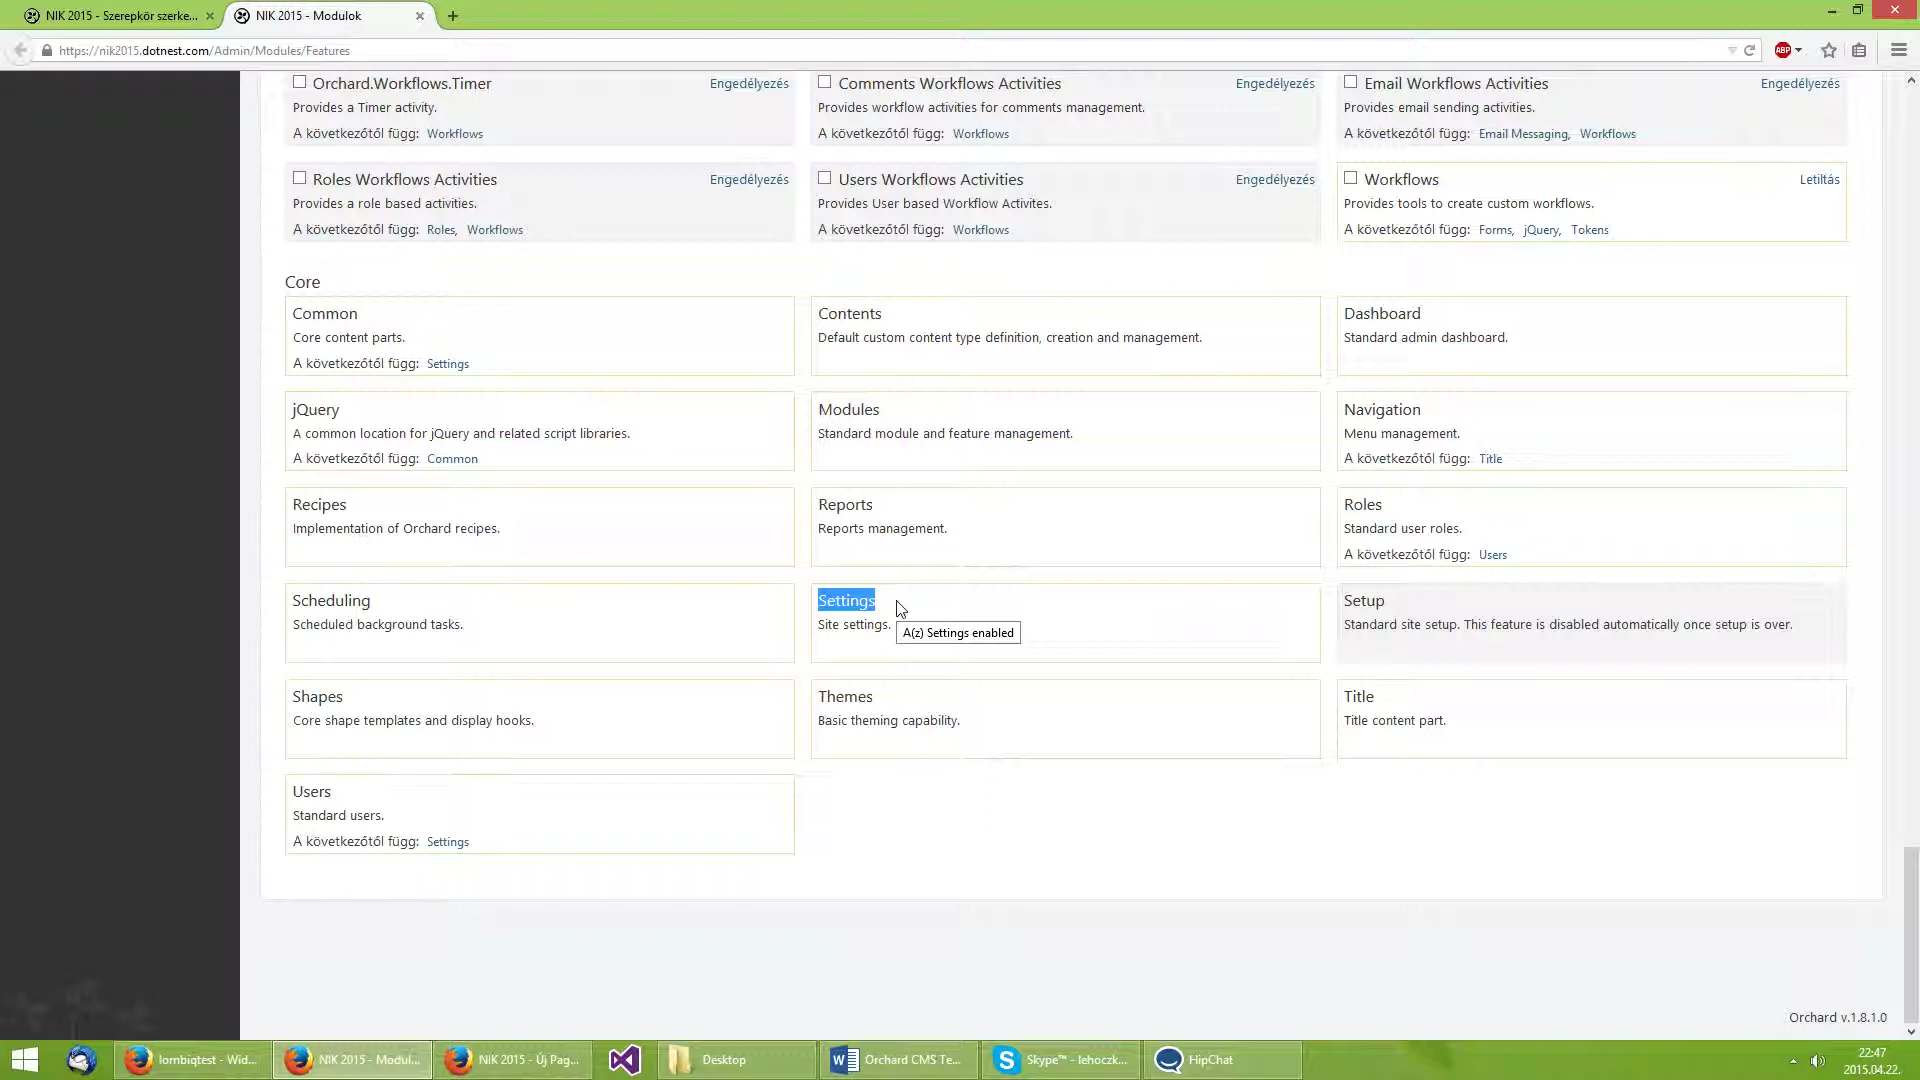 NIK 2015 - Szerepkör szerke...
NIK 2015 - Modulok
https://nik2015.dotnest.com/Admin/Modules/Features
ABP
Orchard.Workflows.Timer Engedélyezés
Provides a Timer activity.
A következőtől függ: Workflows
Comments Workflows Activities Engedélyezés
Provides workflow activities for comments management.
A következőtől függ: Workflows
Email Workflows Activities Engedélyezés
Provides email sending activities.
A következőtől függ: Email Messaging, Workflows
Roles Workflows Activities Engedélyezés
Provides a role based activities.
A következőtől függ: Roles, Workflows
Users Workflows Activities Engedélyezés
Provides User based Workflow Activites.
A következőtől függ: Workflows
Workflows Letiltás
Provides tools to create custom workflows.
A következőtől függ: Forms, jQuery, Tokens
Core
Common
Core content parts.
A következőtől függ: Settings
Contents
Default custom content type definition, creation and management.
Dashboard
Standard admin dashboard.
jQuery
A common location for jQuery and related script libraries.
A következőtől függ: Common
Modules
Standard module and feature management.
Navigation
Menu management.
A következőtől függ: Title
Recipes
Implementation of Orchard recipes.
Reports
Reports management.
Roles
Standard user roles.
A következőtől függ: Users
Scheduling
Scheduled background tasks.
Settings
Site settings.
A(z) Settings enabled
Setup
Standard site setup. This feature is disabled automatically once setup is over.
Shapes
Core shape templates and display hooks.
Themes
Basic theming capability.
Title
Title content part.
Users
Standard users.
A következőtől függ: Settings
Orchard v.1.8.1.0
lombiqtest - Wid...
NIK 2015 - Modul...
NIK 2015 - Új Pag...
Desktop
Orchard CMS Te...
Skype™ - lehoczk...
HipChat
22:47
2015.04.22.